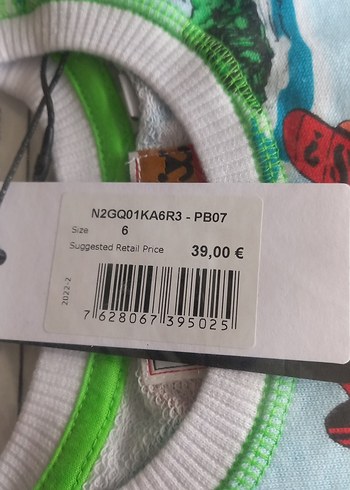 N2GQ01KA6R3 - PB07
Size 6
Suggested Retail Price 39,00 €
2022-2
7 628067 395025